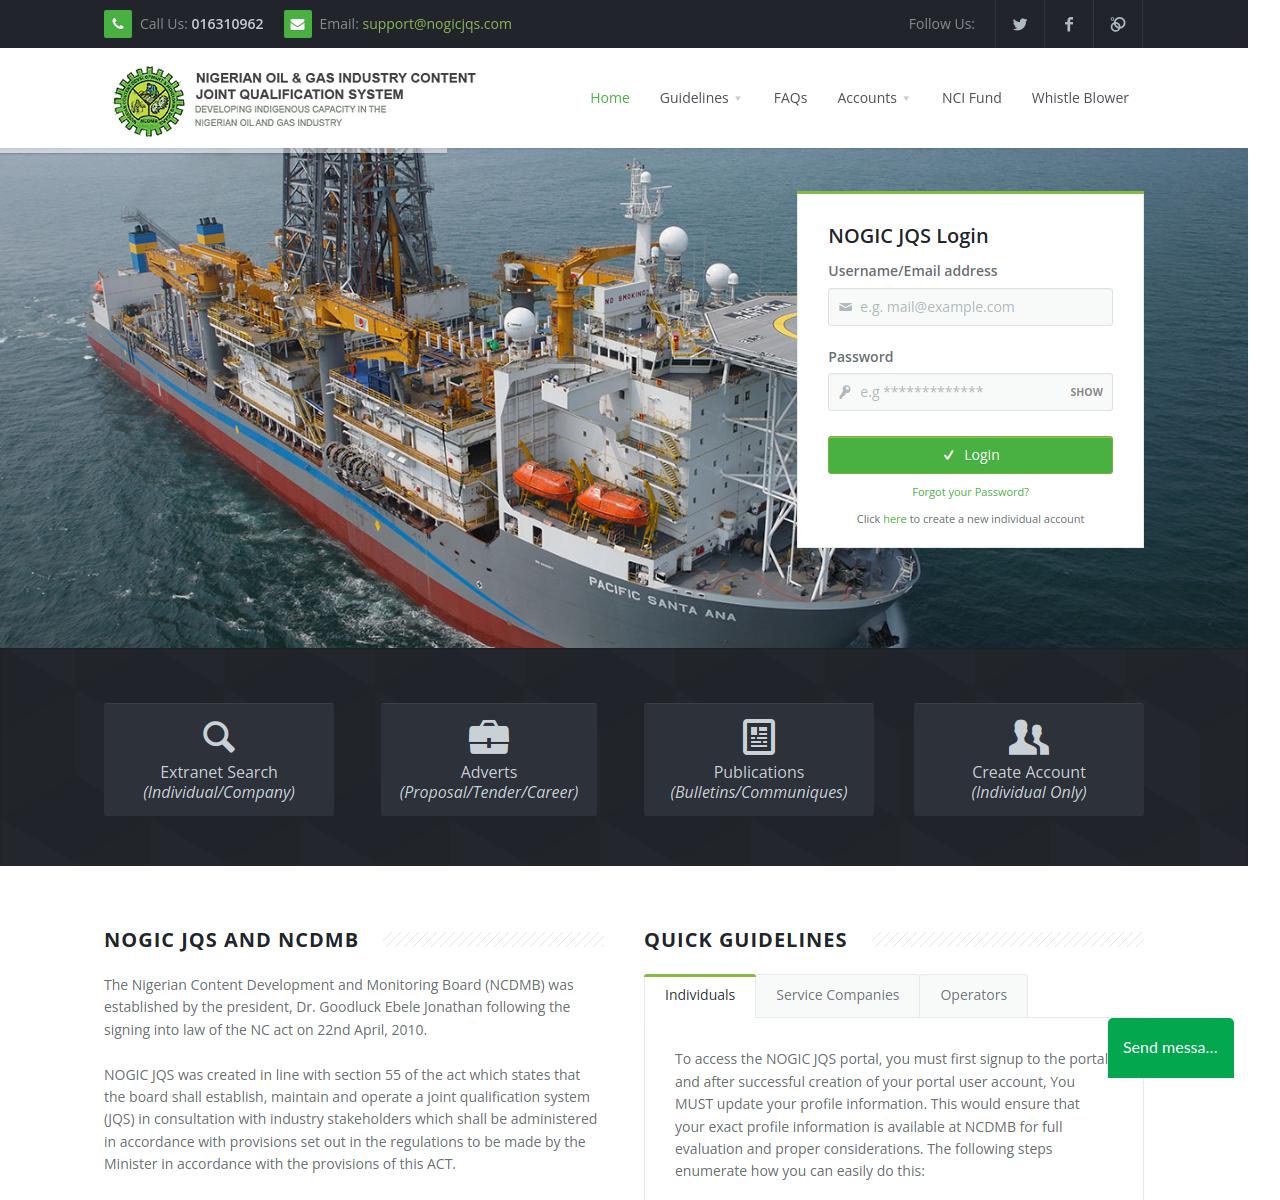 Call Us: 016310962
Email: support@nogicjqs.com
Follow Us:
NIGERIAN OIL & GAS INDUSTRY CONTENT
JOINT QUALIFICATION SYSTEM
DEVELOPING INDIGENOUS CAPACITY IN THE
NIGERIAN OIL AND GAS INDUSTRY
NCDMB
Home
Guidelines
FAQs
Accounts
NCI Fund
Whistle Blower
NO SMOKING
PACIFIC SANTA ANA
NOGIC JQS Login
Username/Email address
e.g. mail@example.com
Password
e.g *************
SHOW
Login
Forgot your Password?
Click here to create a new individual account
Extranet Search
(Individual/Company)
Adverts
(Proposal/Tender/Career)
Publications
(Bulletins/Communiques)
Create Account
(Individual Only)
NOGIC JQS AND NCDMB
The Nigerian Content Development and Monitoring Board (NCDMB) was
established by the president, Dr. Goodluck Ebele Jonathan following the
signing into law of the NC act on 22nd April, 2010.
NOGIC JQS was created in line with section 55 of the act which states that
the board shall establish, maintain and operate a joint qualification system
(JQS) in consultation with industry stakeholders which shall be administered
in accordance with provisions set out in the regulations to be made by the
Minister in accordance with the provisions of this ACT.
QUICK GUIDELINES
Individuals
Service Companies
Operators
To access the NOGIC JQS portal, you must first signup to the portal
and after successful creation of your portal user account, You
MUST update your profile information. This would ensure that
your exact profile information is available at NCDMB for full
evaluation and proper considerations. The following steps
enumerate how you can easily do this:
Send messa...